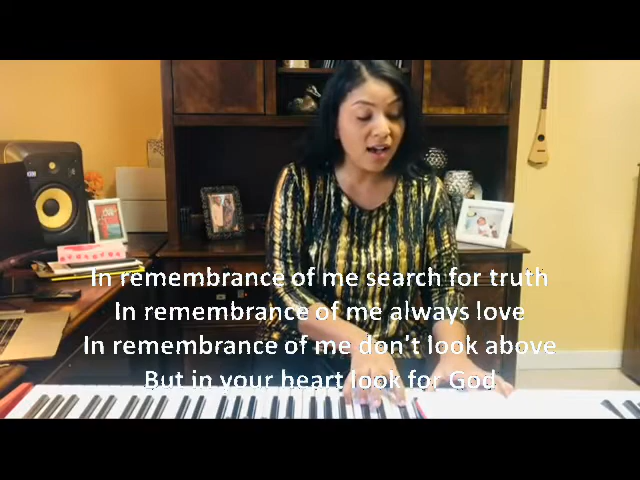 In remembrance of me search for truth
In remembrance of me always love
In remembrance of me don't look above
But in your heart look for God